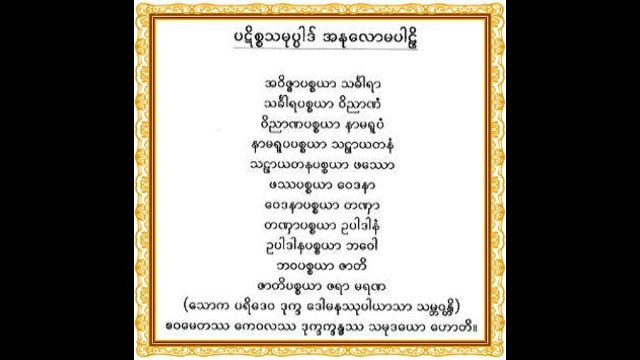 ပဋိစ္စသမုပ္ပါဒ် အနုလောမပါဠိ
အဝိဇ္ဇာပစ္စယာ သင်္ခါရာ
သင်္ခါရပစ္စယာ ဝိညာဏံ
ဝိညာဏပစ္စယာ နာမရူပံ
နာမရူပပစ္စယာ သဠာယတနံ
သဠာယတနပစ္စယာ ဖဿော
ဖဿပစ္စယာ ဝေဒနာ
ဝေဒနာပစ္စယာ တဏှာ
တဏှာပစ္စယာ ဥပါဒါနံ
ဥပါဒါနပစ္စယာ ဘဝေါ
ဘဝပစ္စယာ ဇာတိ
ဇာတိပစ္စယာ ဇရာ မရဏ
(သောက ပရိဒေဝ ဒုက္ခ ဒေါမနဿုပါယာသာ သမ္ဘဝန္တိ)
ဧဝမေတဿ ကေဝလဿ ဒုက္ခက္ခန္ဓဿ သမုဒယော ဟောတိ။